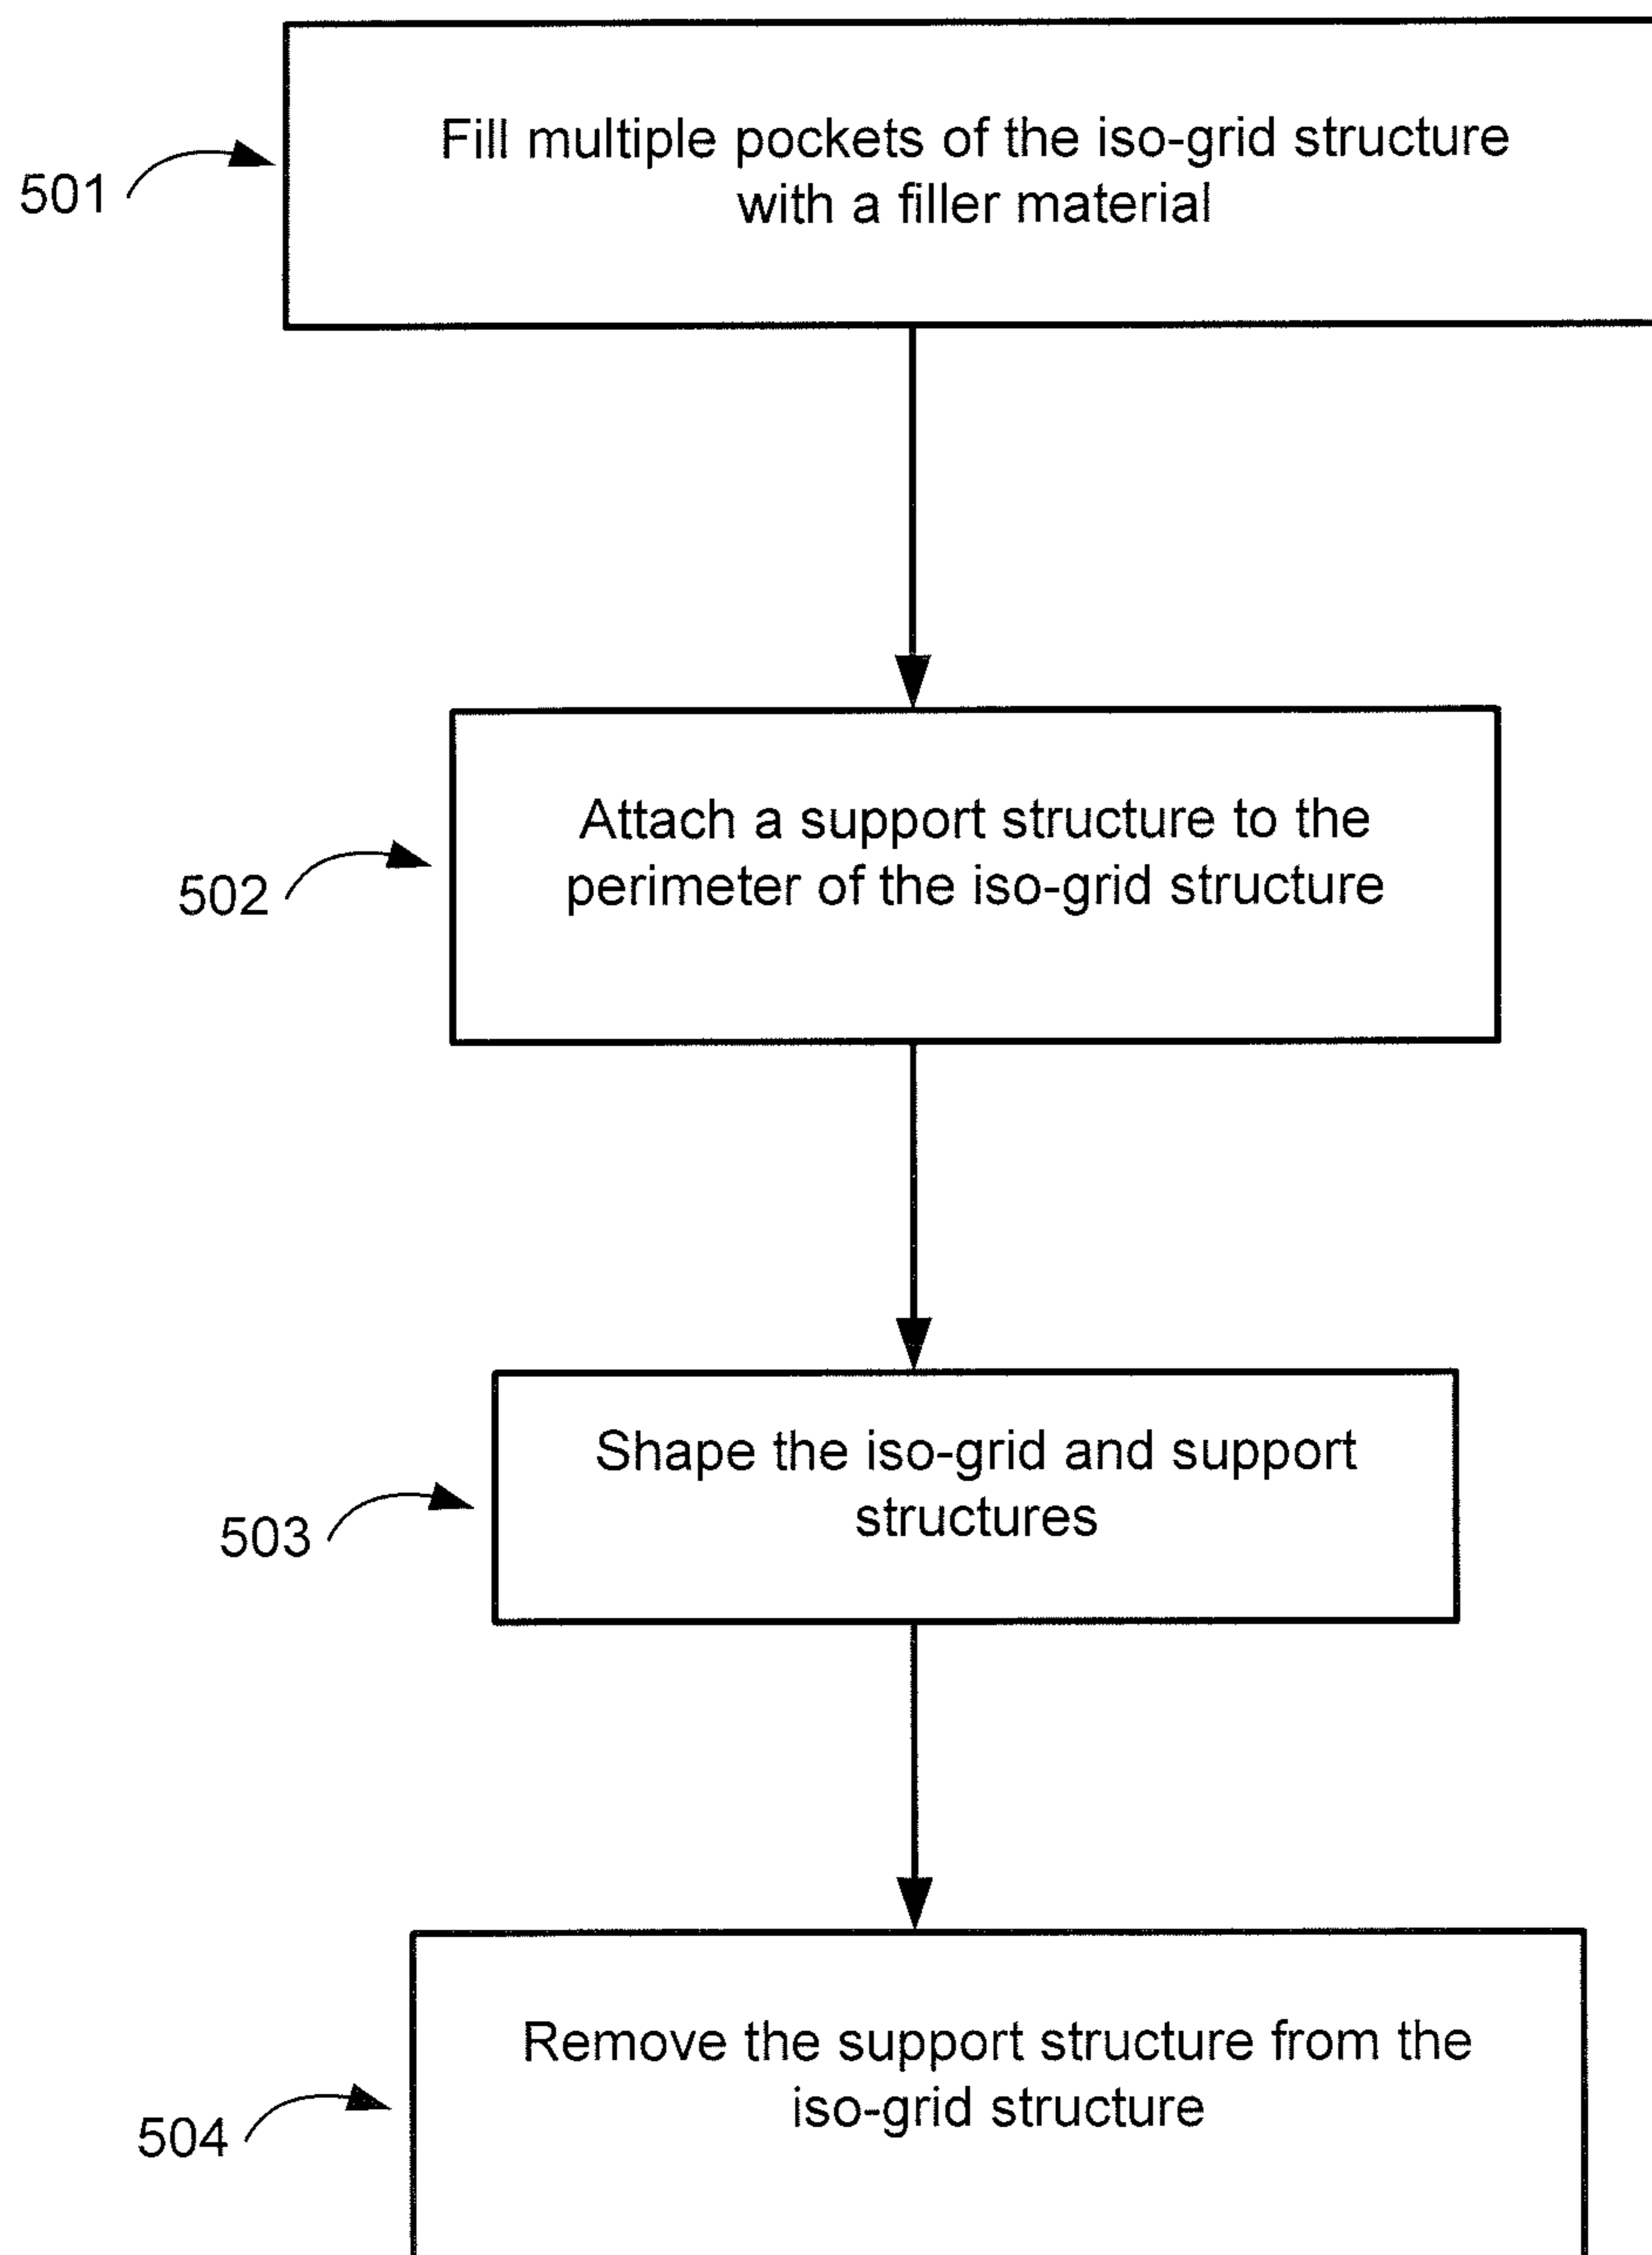 Fill multiple pockets of the iso-grid structure
with a filler material
501
Attach a support structure to the
perimeter of the iso-grid structure
502
Shape the iso-grid and support
structures
503
Remove the support structure from the
iso-grid structure
504